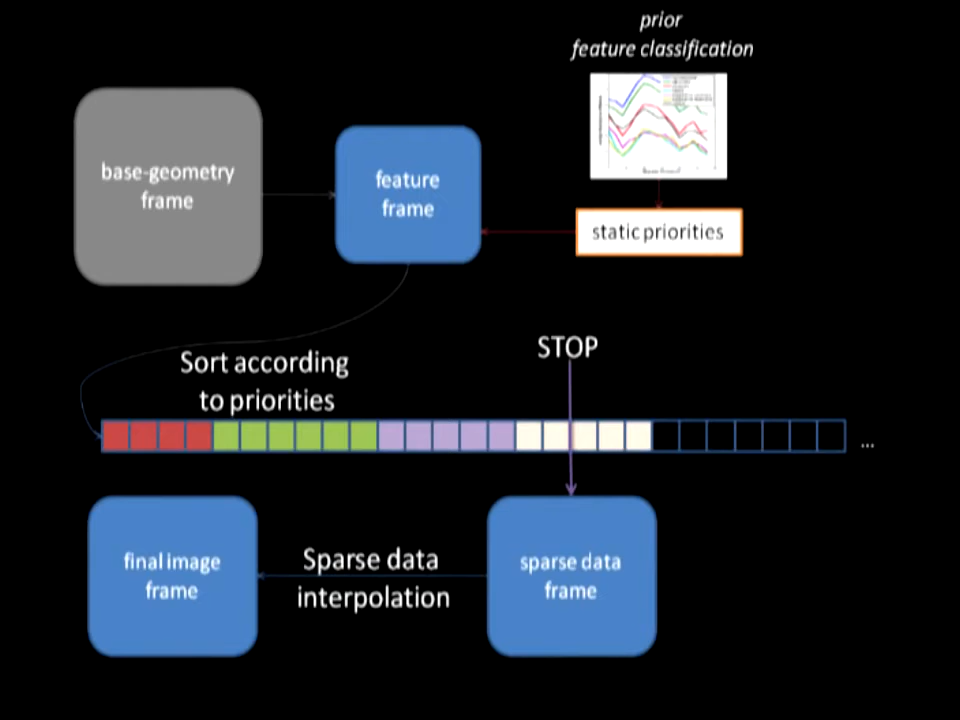 prior
feature classification
base-geometry
frame
feature
frame
static priorities
STOP
Sort according
to priorities
...
final image
frame
Sparse data
interpolation
sparse data
frame